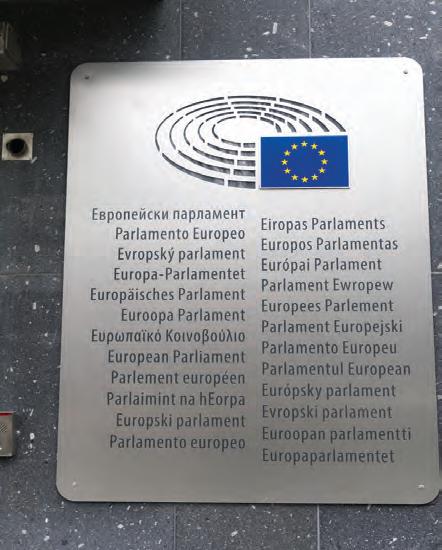 Европейски парламент
Parlamento Europeo
Evropský parlament
Europa-Parlamentet
Europäisches Parlament
Euroopa Parlament
Ευρωπαϊκό Κοινοβούλιο
European Parliament
Parlement européen
Parlaimint na hEorpa
Europski parlament
Parlamento europeo
Eiropas Parlaments
Europos Parlamentas
Európai Parlament
Parlament Ewropew
Europees Parlement
Parlament Europejski
Parlamento Europeu
Parlamentul European
Európsky parlament
Evropski parlament
Euroopan parlamentti
Europaparlamentet